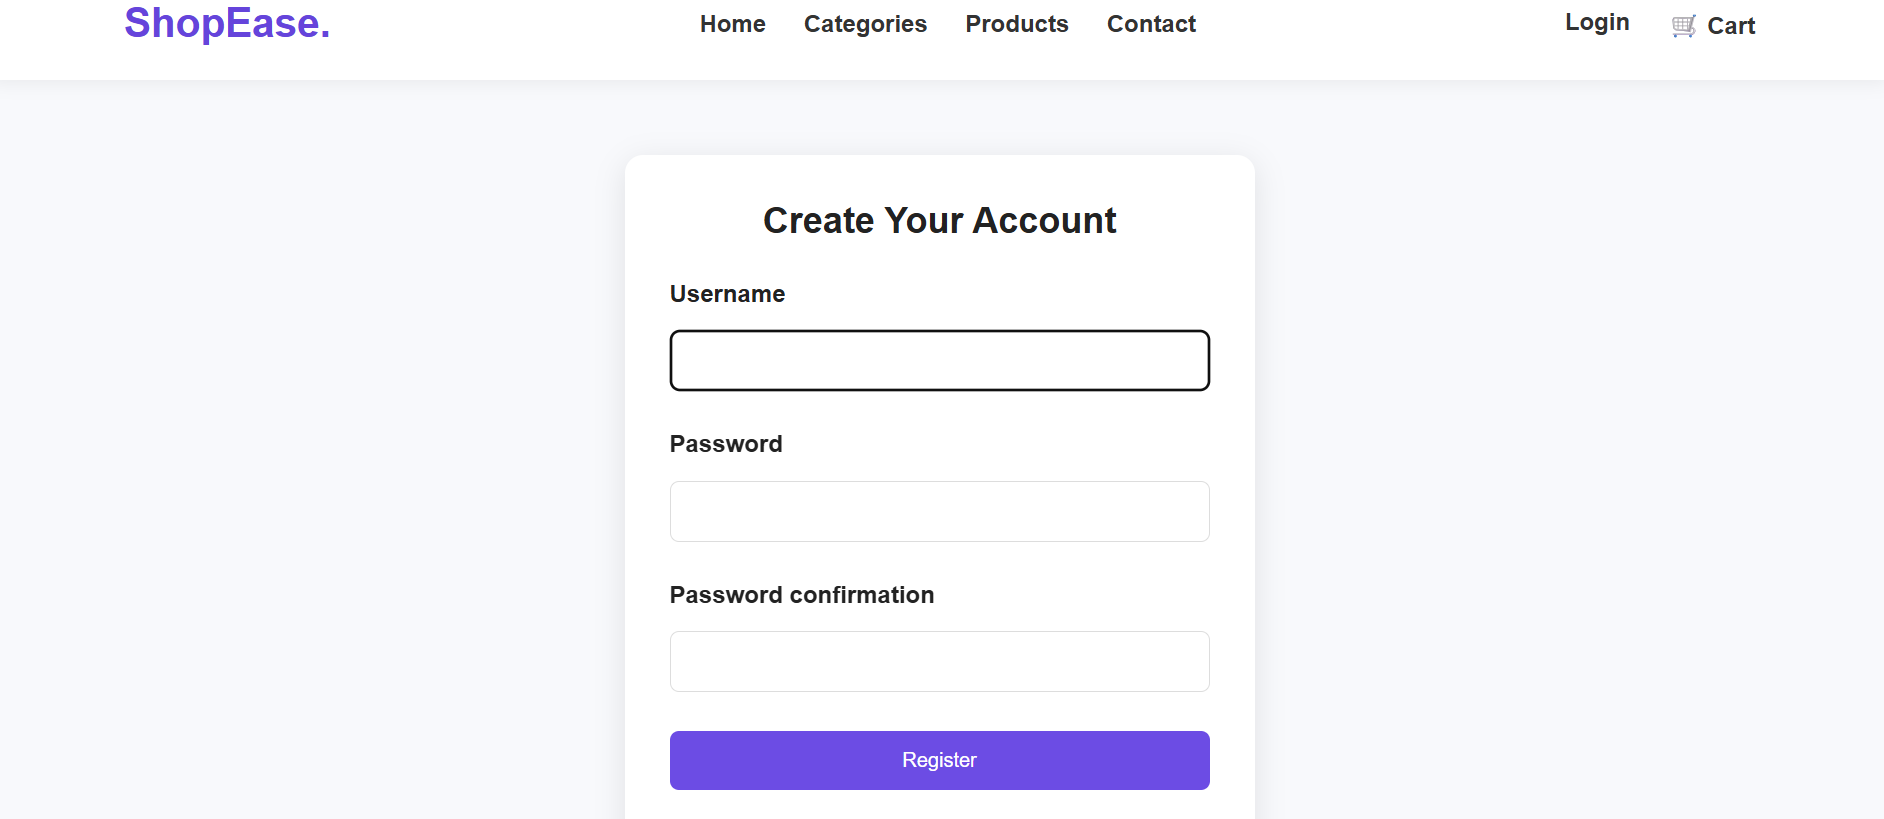 ShopEase.
Home Categories Products Contact
Login Cart
Create Your Account
Username
Password
Password confirmation
Register